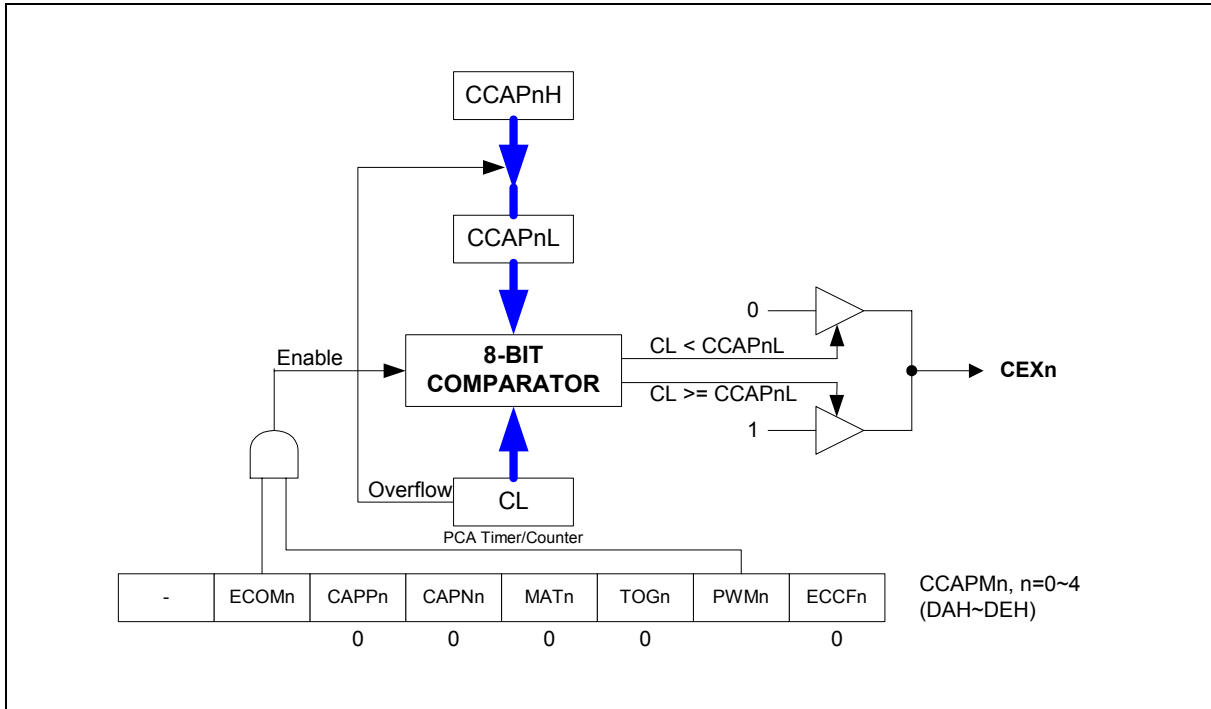 CCAPnH
CCAPnL
0
CL < CCAPnL
Enable
8-BIT
COMPARATOR
CEXn
CL >= CCAPnL
1
Overflow
CL
PCA Timer/Counter
- ECOMn CAPPn CAPNn MATn TOGn PWMn ECCFn
CCAPMn, n=0~4
(DAH~DEH)
0 0 0 0 0